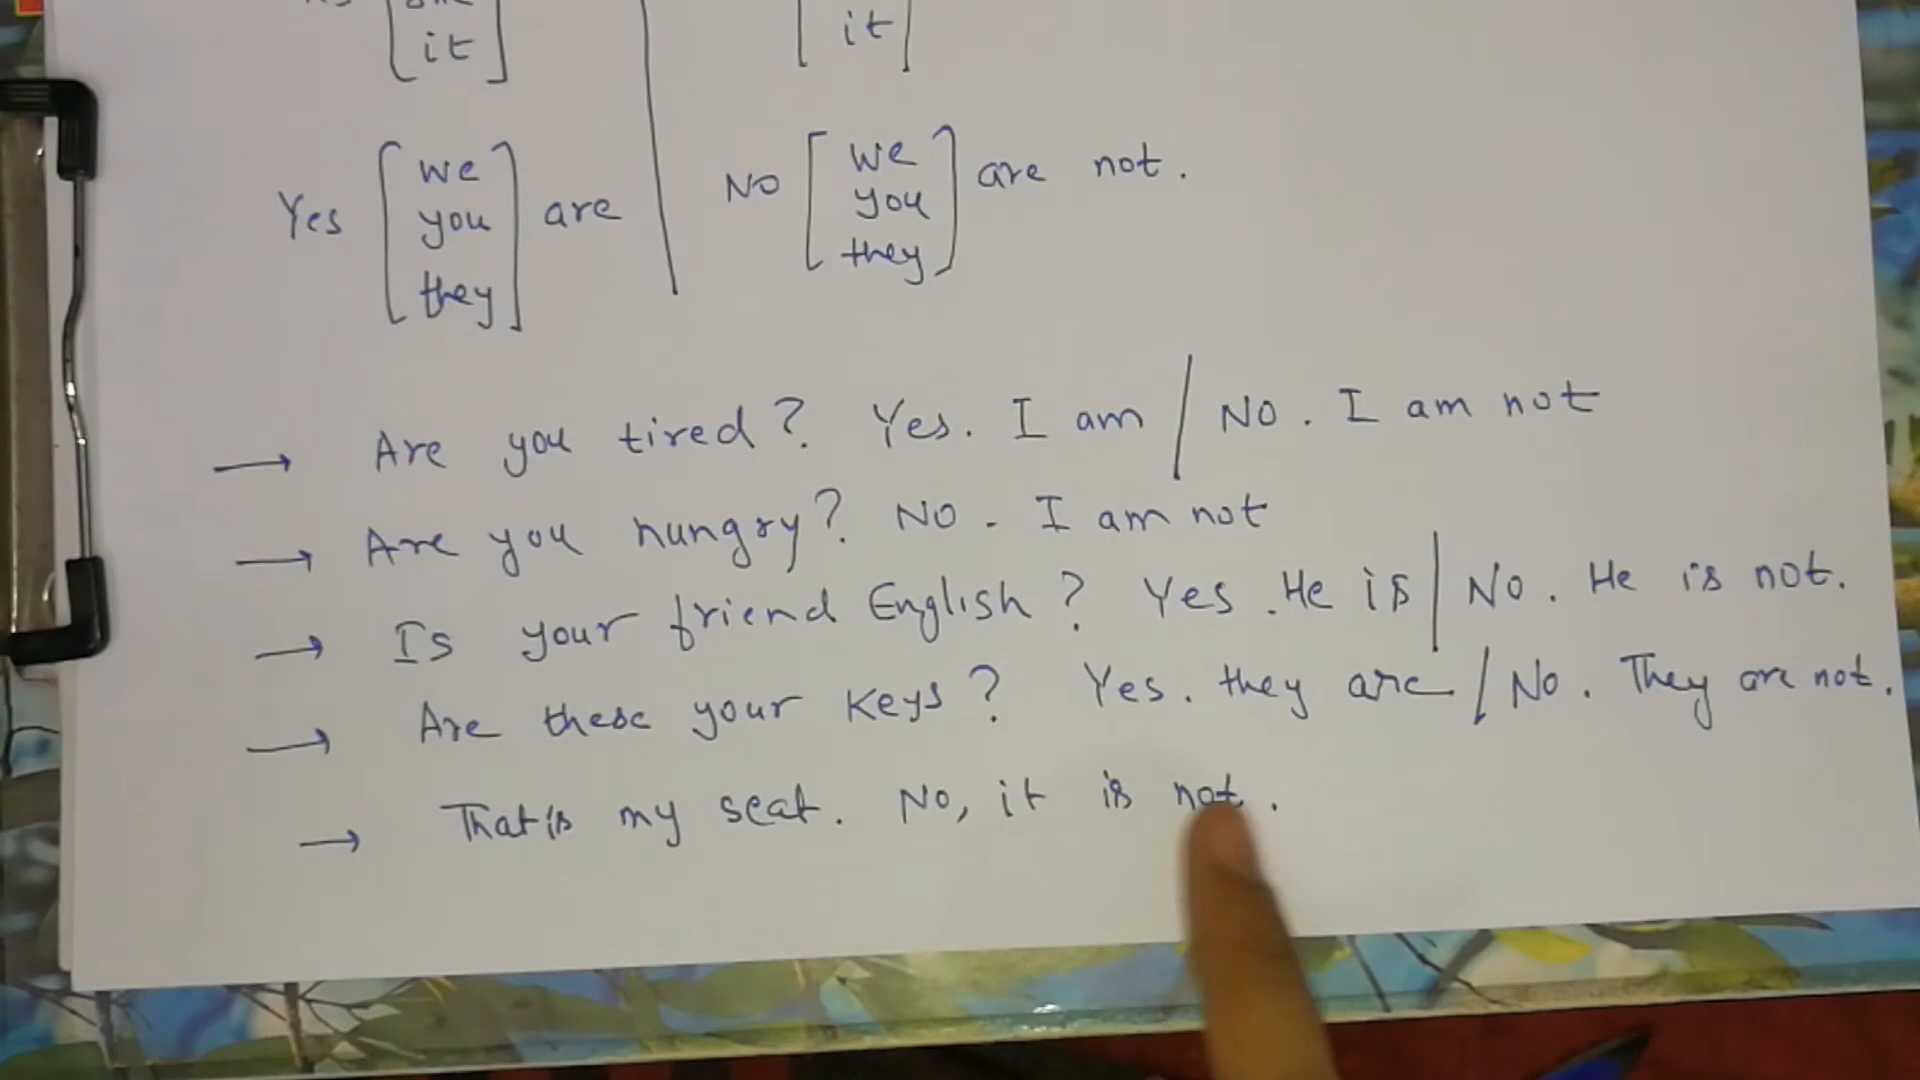 it it
Yes [we you they] are
No [we you they] are not.
→ Are you tired? Yes. I am / No. I am not
→ Are you hungry? No. I am not
→ Is your friend English? Yes. He is / No. He is not.
→ Are these your keys? Yes. they are / No. They are not.
→ That is my seat. No, it is not.